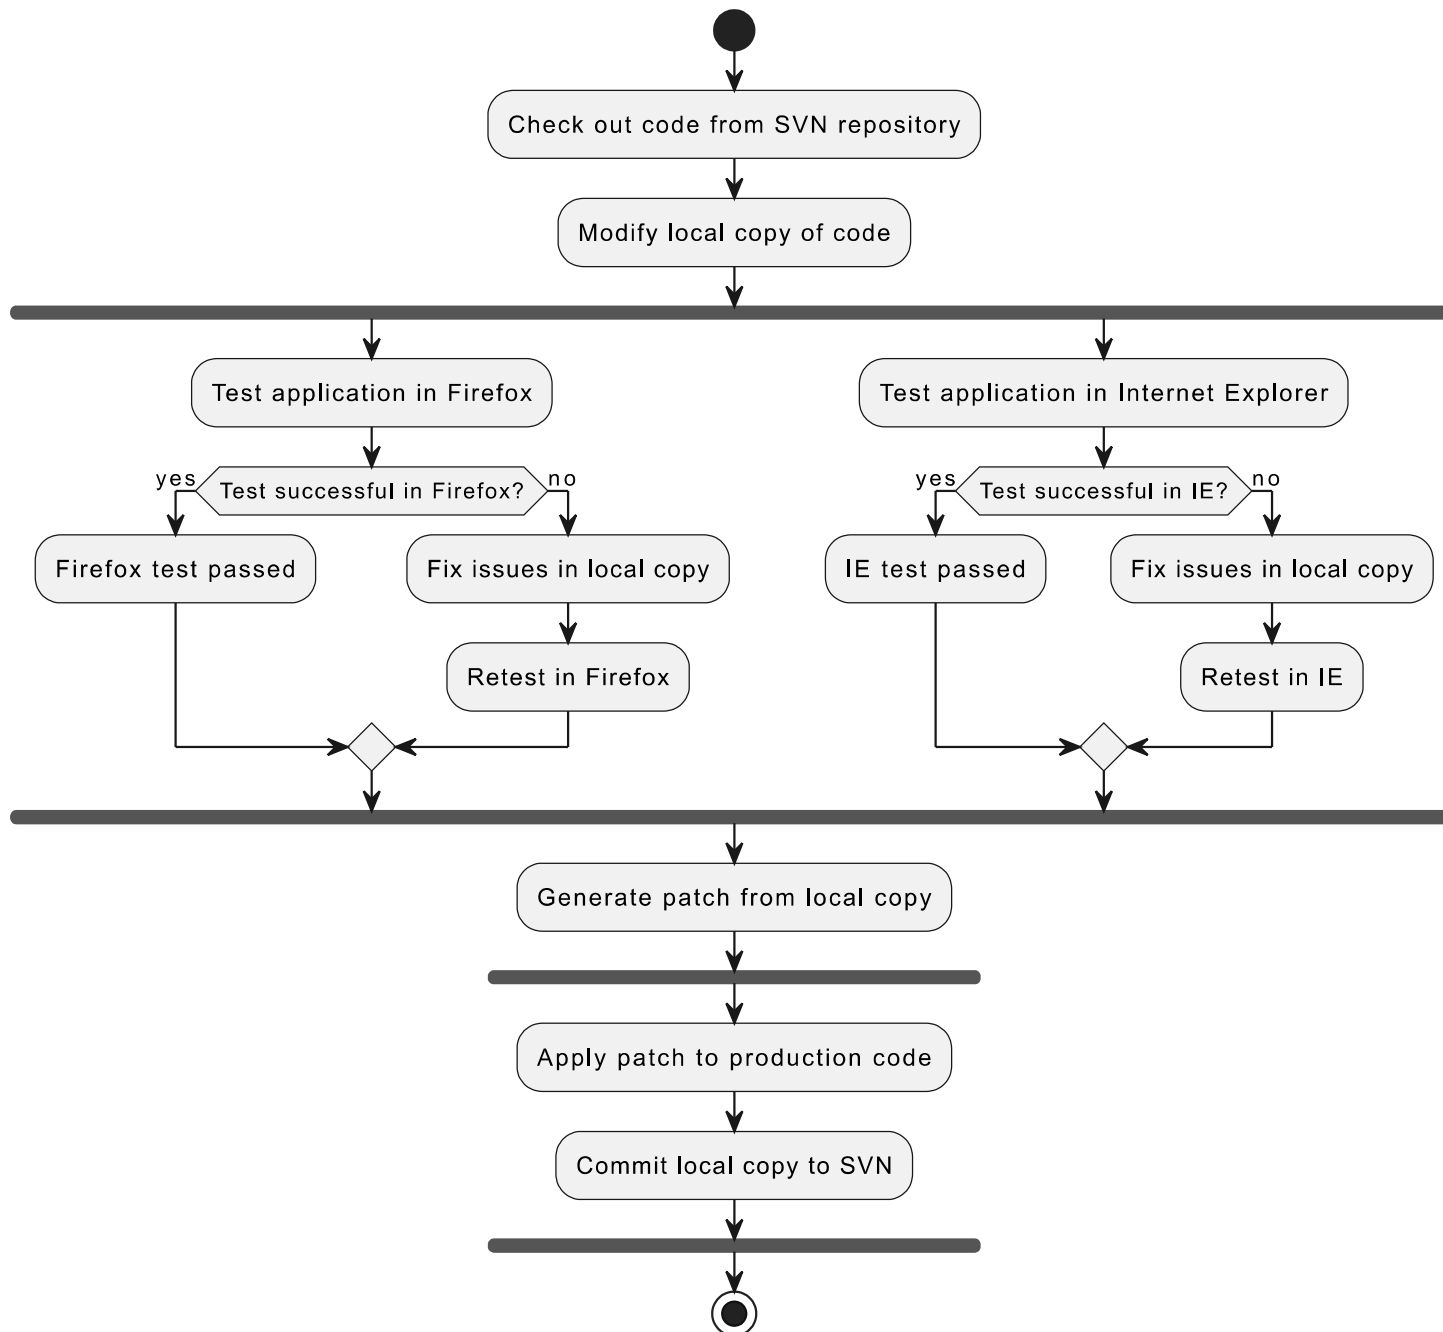 Check out code from SVN repository
Modify local copy of code
Test application in Firefox
Test application in Internet Explorer
yes
Test successful in Firefox?
no
yes
Test successful in IE?
no
Firefox test passed
Fix issues in local copy
IE test passed
Fix issues in local copy
Retest in Firefox
Retest in IE
Generate patch from local copy
Apply patch to production code
Commit local copy to SVN